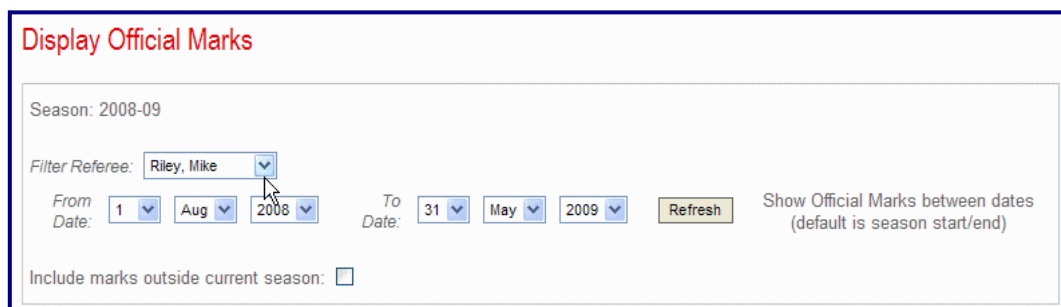 Display Official Marks
Season: 2008-09
Filter Referee: Riley, Mike
From Date: 1 Aug 2008 To Date: 31 May 2009 Refresh Show Official Marks between dates
(default is season start/end)
Include marks outside current season: